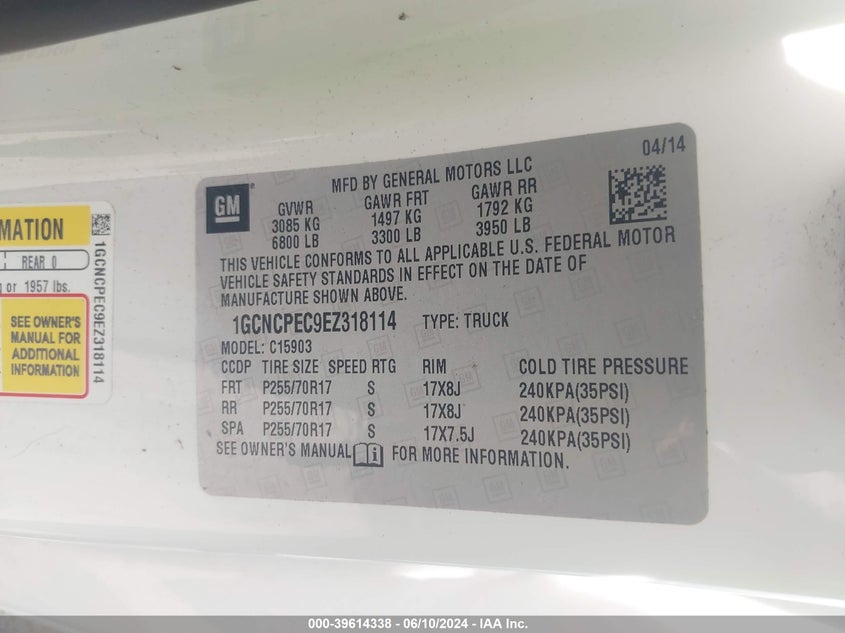 MATION
REAR 0
or 1957 lbs.
SEE OWNER'S
MANUAL FOR
ADDITIONAL
INFORMATION
1GCNCPEC9EZ318114
04/14
GM
MFD BY GENERAL MOTORS LLC
GVWR GAWR FRT GAWR RR
3085 KG 1497 KG 1792 KG
6800 LB 3300 LB 3950 LB
THIS VEHICLE CONFORMS TO ALL APPLICABLE U.S. FEDERAL MOTOR
VEHICLE SAFETY STANDARDS IN EFFECT ON THE DATE OF
MANUFACTURE SHOWN ABOVE.
1GCNCPEC9EZ318114 TYPE: TRUCK
MODEL: C15903
CCDP TIRE SIZE SPEED RTG RIM COLD TIRE PRESSURE
FRT P255/70R17 S 17X8J 240KPA(35PSI)
RR P255/70R17 S 17X8J 240KPA(35PSI)
SPA P255/70R17 S 17X7.5J 240KPA(35PSI)
SEE OWNER'S MANUAL FOR MORE INFORMATION.
000-39614338 - 06/10/2024 - IAA Inc.